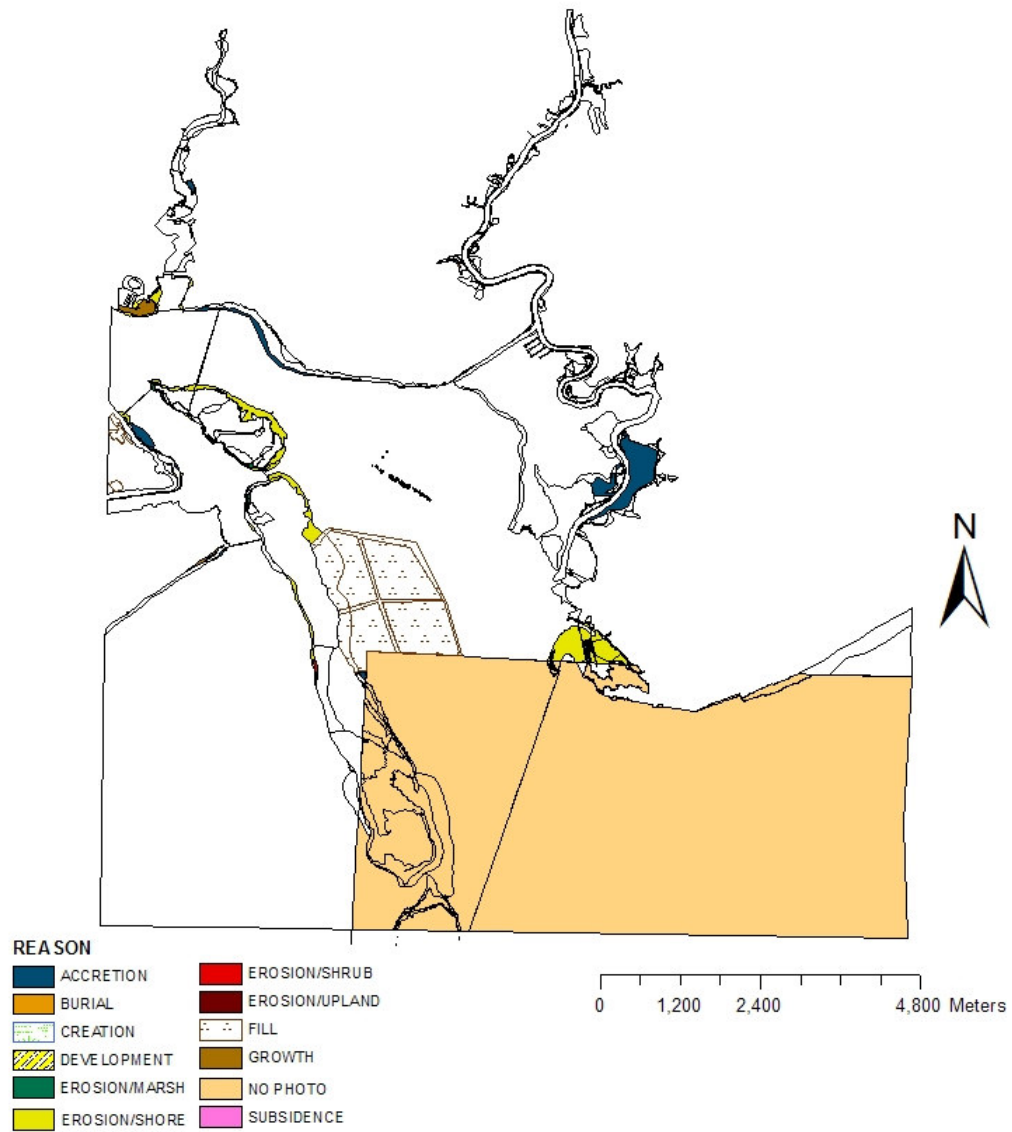 N
REASON
ACCRETION
BURIAL
CREATION
DEVELOPMENT
EROSION/MARSH
EROSION/SHORE
EROSION/SHRUB
EROSION/UPLAND
FILL
GROWTH
NO PHOTO
SUBSIDENCE
0 1,200 2,400 4,800 Meters